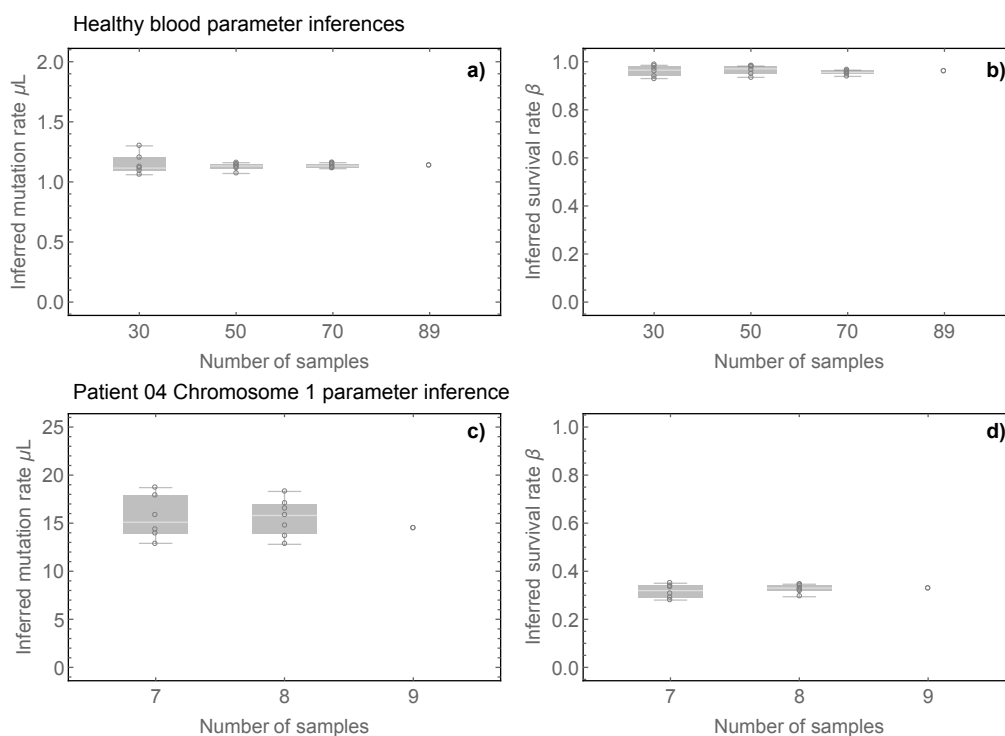 Healthy blood parameter inferences
a)
2.0
1.5
1.0
0.5
0.0
Inferred mutation rate μL
30 50 70 89
Number of samples
b)
1.0
0.8
0.6
0.4
0.2
0.0
Inferred survival rate β
30 50 70 89
Number of samples
Patient 04 Chromosome 1 parameter inference
c)
25
20
15
10
5
0
Inferred mutation rate μL
7 8 9
Number of samples
d)
1.0
0.8
0.6
0.4
0.2
0.0
Inferred survival rate β
7 8 9
Number of samples